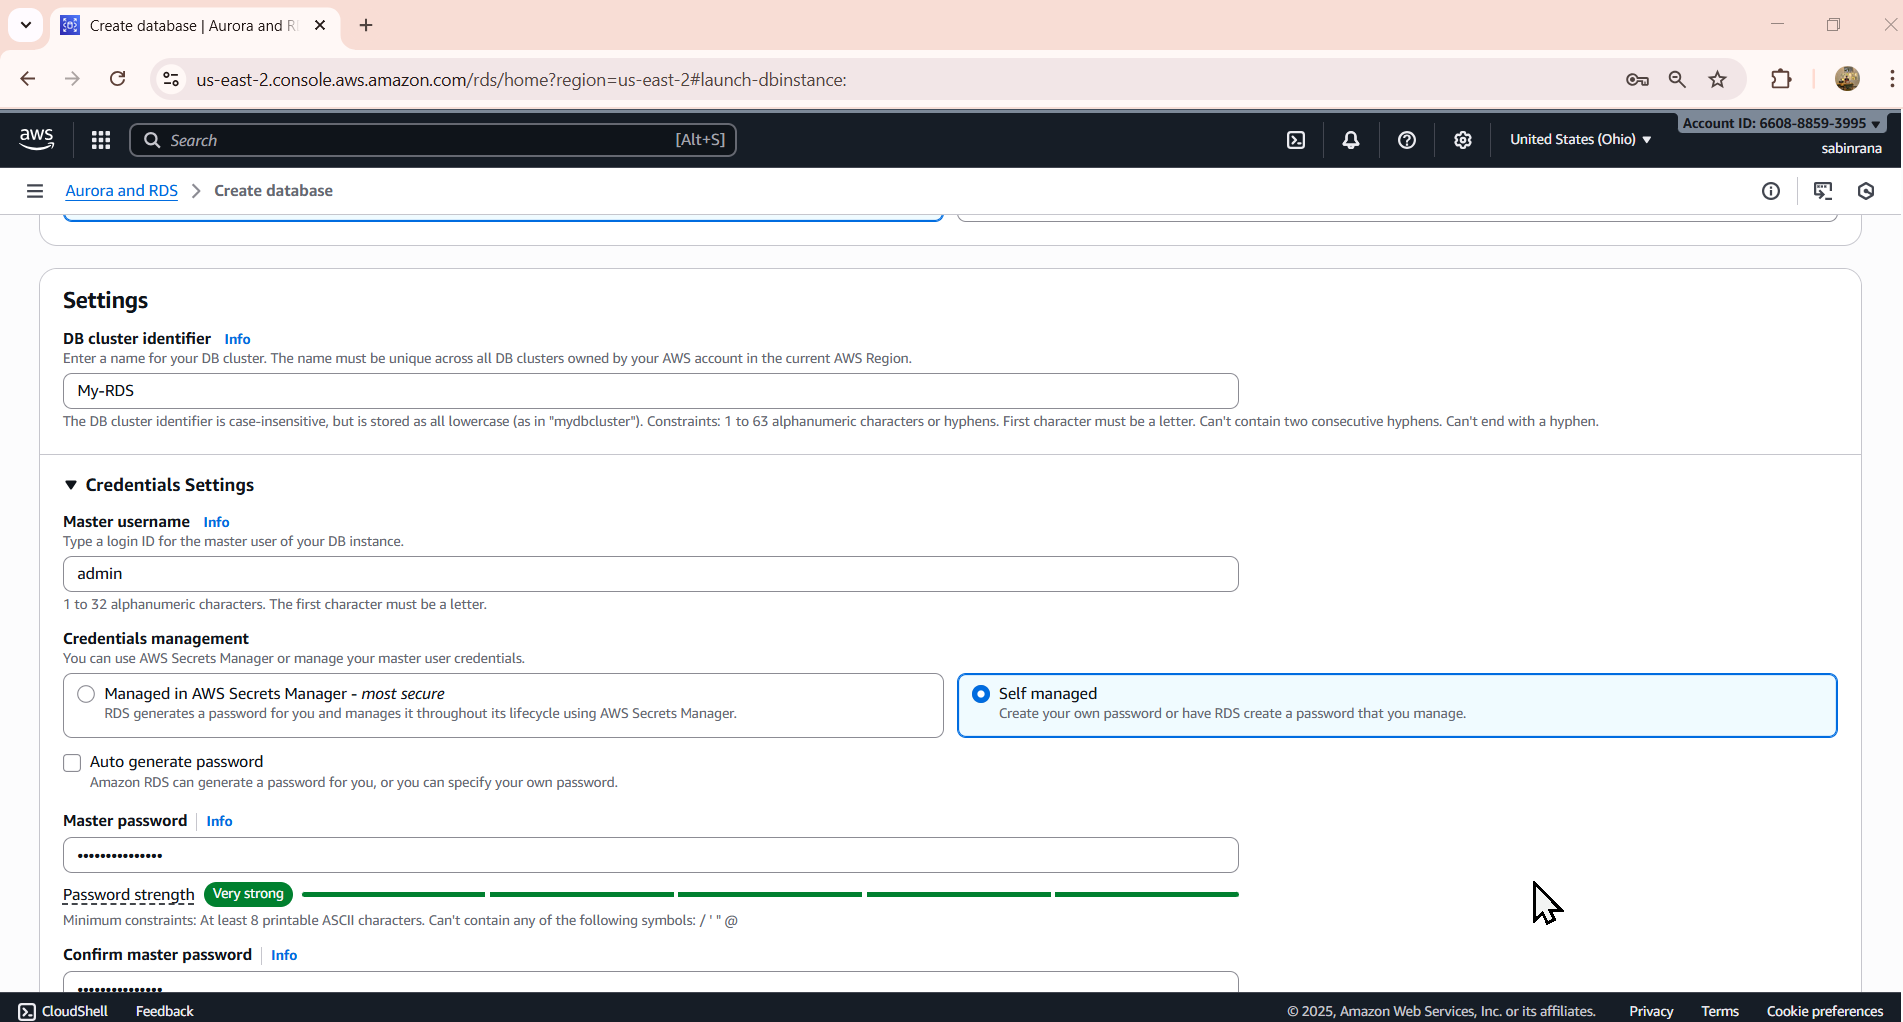 Create database | Aurora and R
us-east-2.console.aws.amazon.com/rds/home?region=us-east-2#launch-dbinstance:
aws
Search [Alt+S]
United States (Ohio)
Account ID: 6608-8859-3995
sabinrana
Aurora and RDS > Create database
Settings
DB cluster identifier Info
Enter a name for your DB cluster. The name must be unique across all DB clusters owned by your AWS account in the current AWS Region.
My-RDS
The DB cluster identifier is case-insensitive, but is stored as all lowercase (as in "mydbcluster"). Constraints: 1 to 63 alphanumeric characters or hyphens. First character must be a letter. Can't contain two consecutive hyphens. Can't end with a hyphen.
Credentials Settings
Master username Info
Type a login ID for the master user of your DB instance.
admin
1 to 32 alphanumeric characters. The first character must be a letter.
Credentials management
You can use AWS Secrets Manager or manage your master user credentials.
Managed in AWS Secrets Manager - most secure
RDS generates a password for you and manages it throughout its lifecycle using AWS Secrets Manager.
Self managed
Create your own password or have RDS create a password that you manage.
Auto generate password
Amazon RDS can generate a password for you, or you can specify your own password.
Master password Info
•••••••••••••••
Password strength Very strong
Minimum constraints: At least 8 printable ASCII characters. Can't contain any of the following symbols: / ' " @
Confirm master password Info
•••••••••••••••
CloudShell Feedback © 2025, Amazon Web Services, Inc. or its affiliates. Privacy Terms Cookie preferences